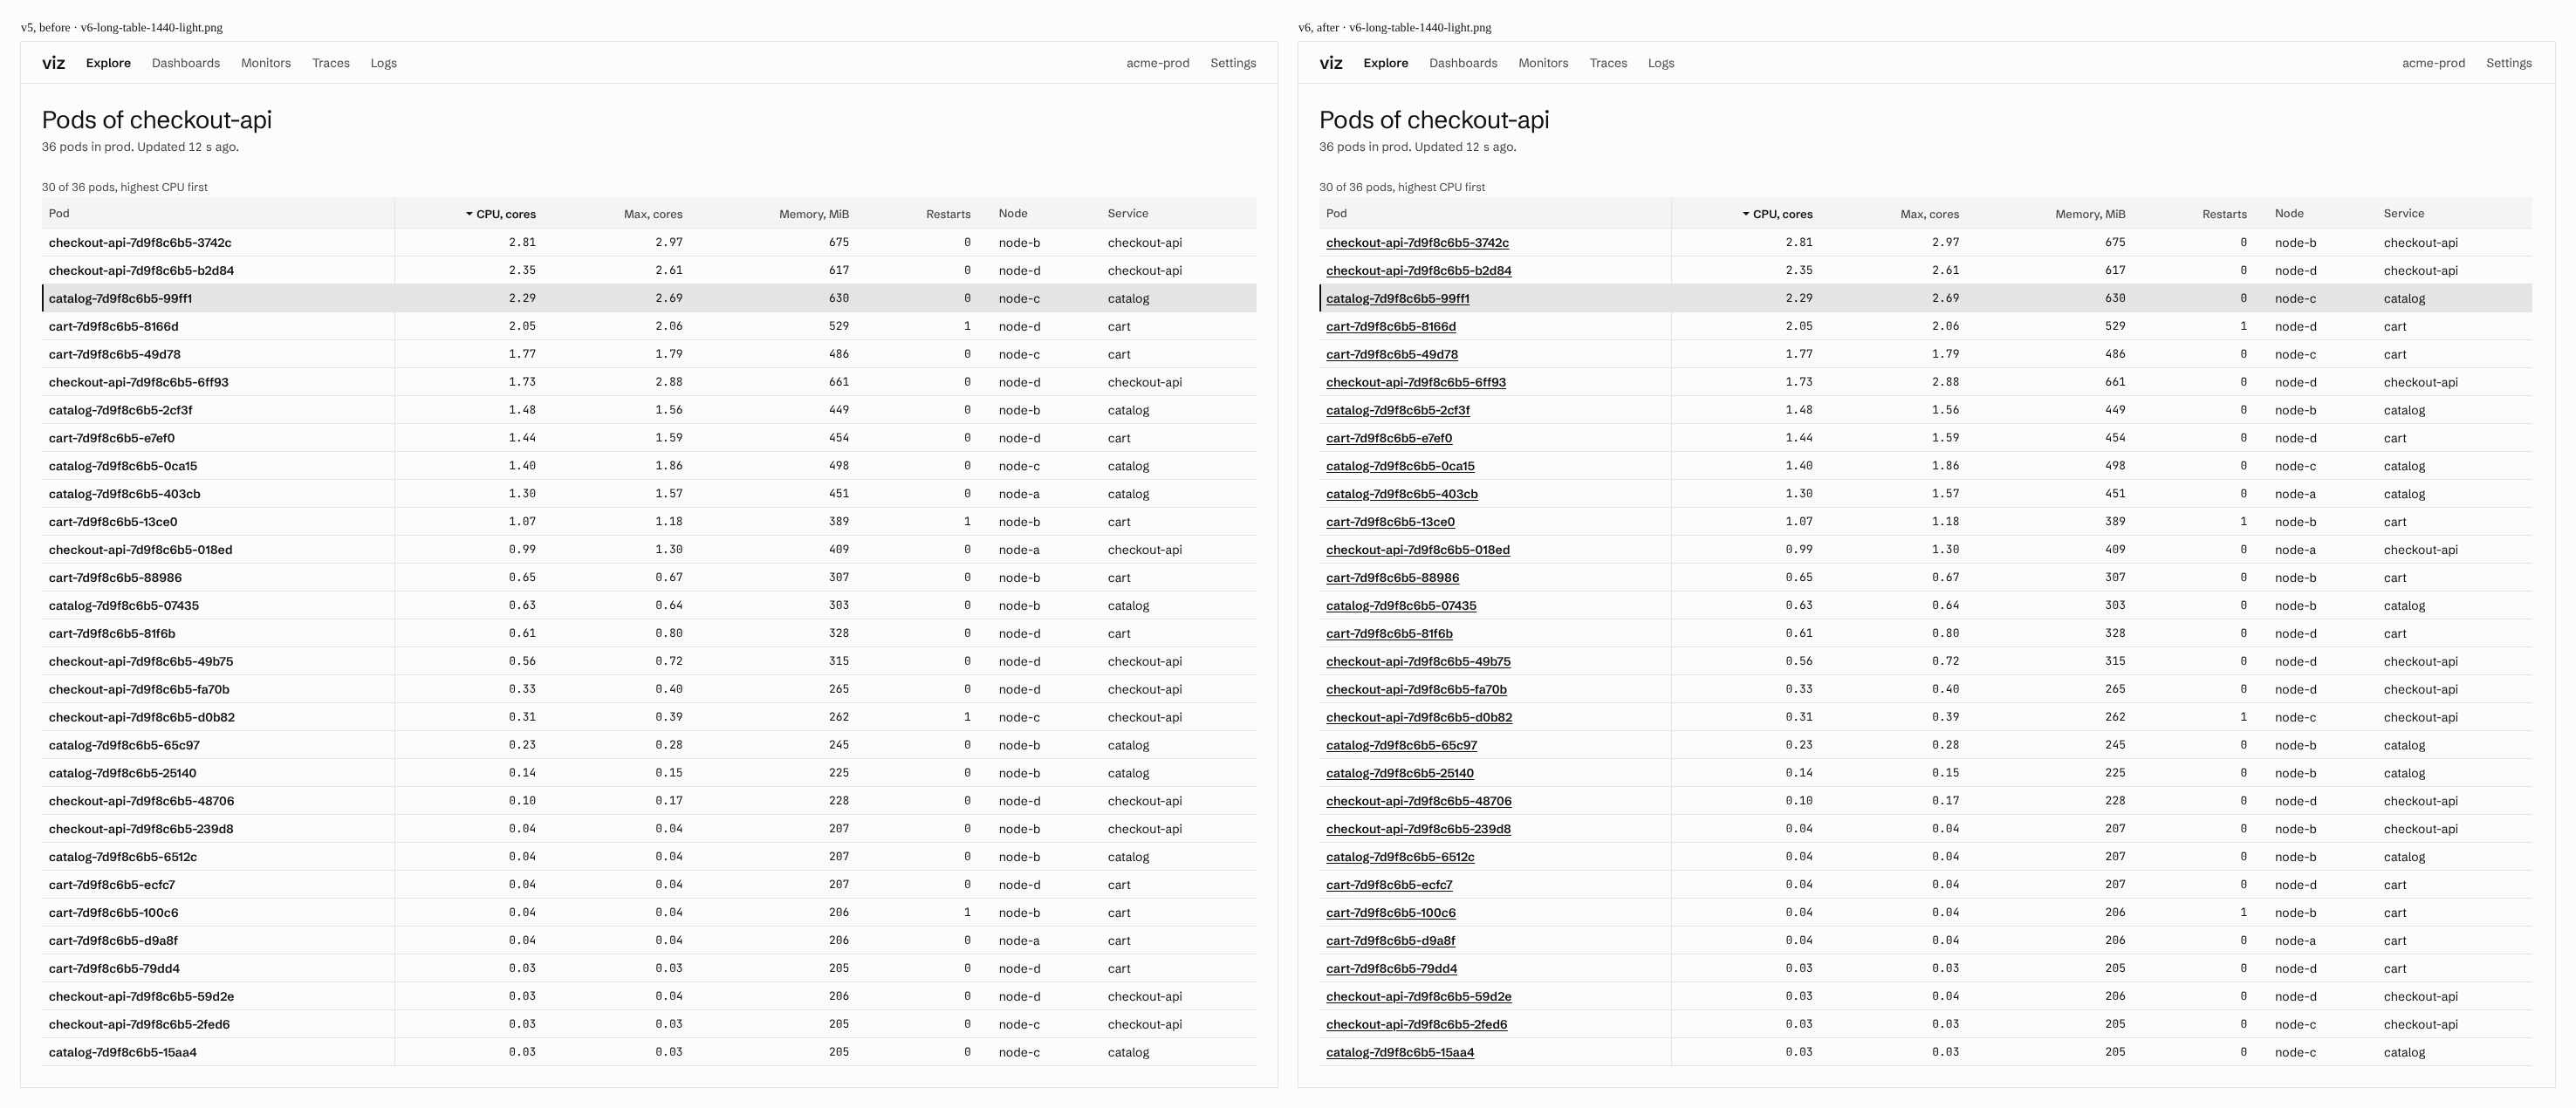 v5, before · v6-long-table-1440-light.png
viz Explore Dashboards Monitors Traces Logs acme-prod Settings
Pods of checkout-api
36 pods in prod. Updated 12 s ago.
30 of 36 pods, highest CPU first
Pod CPU, cores Max, cores Memory, MiB Restarts Node Service
checkout-api-7d9f8c6b5-3742c 2.81 2.97 675 0 node-b checkout-api
checkout-api-7d9f8c6b5-b2d84 2.35 2.61 617 0 node-d checkout-api
catalog-7d9f8c6b5-99ff1 2.29 2.69 630 0 node-c catalog
cart-7d9f8c6b5-8166d 2.05 2.06 529 1 node-d cart
cart-7d9f8c6b5-49d78 1.77 1.79 486 0 node-c cart
checkout-api-7d9f8c6b5-6ff93 1.73 2.88 661 0 node-d checkout-api
catalog-7d9f8c6b5-2cf3f 1.48 1.56 449 0 node-b catalog
cart-7d9f8c6b5-e7ef0 1.44 1.59 454 0 node-d cart
catalog-7d9f8c6b5-0ca15 1.40 1.86 498 0 node-c catalog
catalog-7d9f8c6b5-403cb 1.30 1.57 451 0 node-a catalog
cart-7d9f8c6b5-13ce0 1.07 1.18 389 1 node-b cart
checkout-api-7d9f8c6b5-018ed 0.99 1.30 409 0 node-a checkout-api
cart-7d9f8c6b5-88986 0.65 0.67 307 0 node-b cart
catalog-7d9f8c6b5-07435 0.63 0.64 303 0 node-b catalog
cart-7d9f8c6b5-81f6b 0.61 0.80 328 0 node-d cart
checkout-api-7d9f8c6b5-49b75 0.56 0.72 315 0 node-d checkout-api
checkout-api-7d9f8c6b5-fa70b 0.33 0.40 265 0 node-d checkout-api
checkout-api-7d9f8c6b5-d0b82 0.31 0.39 262 1 node-c checkout-api
catalog-7d9f8c6b5-65c97 0.23 0.28 245 0 node-b catalog
catalog-7d9f8c6b5-25140 0.14 0.15 225 0 node-b catalog
checkout-api-7d9f8c6b5-48706 0.10 0.17 228 0 node-d checkout-api
checkout-api-7d9f8c6b5-239d8 0.04 0.04 207 0 node-b checkout-api
catalog-7d9f8c6b5-6512c 0.04 0.04 207 0 node-b catalog
cart-7d9f8c6b5-ecfc7 0.04 0.04 207 0 node-d cart
cart-7d9f8c6b5-100c6 0.04 0.04 206 1 node-b cart
cart-7d9f8c6b5-d9a8f 0.04 0.04 206 0 node-a cart
cart-7d9f8c6b5-79dd4 0.03 0.03 205 0 node-d cart
checkout-api-7d9f8c6b5-59d2e 0.03 0.04 206 0 node-d checkout-api
checkout-api-7d9f8c6b5-2fed6 0.03 0.03 205 0 node-c checkout-api
catalog-7d9f8c6b5-15aa4 0.03 0.03 205 0 node-c catalog
v6, after · v6-long-table-1440-light.png
viz Explore Dashboards Monitors Traces Logs acme-prod Settings
Pods of checkout-api
36 pods in prod. Updated 12 s ago.
30 of 36 pods, highest CPU first
Pod CPU, cores Max, cores Memory, MiB Restarts Node Service
checkout-api-7d9f8c6b5-3742c 2.81 2.97 675 0 node-b checkout-api
checkout-api-7d9f8c6b5-b2d84 2.35 2.61 617 0 node-d checkout-api
catalog-7d9f8c6b5-99ff1 2.29 2.69 630 0 node-c catalog
cart-7d9f8c6b5-8166d 2.05 2.06 529 1 node-d cart
cart-7d9f8c6b5-49d78 1.77 1.79 486 0 node-c cart
checkout-api-7d9f8c6b5-6ff93 1.73 2.88 661 0 node-d checkout-api
catalog-7d9f8c6b5-2cf3f 1.48 1.56 449 0 node-b catalog
cart-7d9f8c6b5-e7ef0 1.44 1.59 454 0 node-d cart
catalog-7d9f8c6b5-0ca15 1.40 1.86 498 0 node-c catalog
catalog-7d9f8c6b5-403cb 1.30 1.57 451 0 node-a catalog
cart-7d9f8c6b5-13ce0 1.07 1.18 389 1 node-b cart
checkout-api-7d9f8c6b5-018ed 0.99 1.30 409 0 node-a checkout-api
cart-7d9f8c6b5-88986 0.65 0.67 307 0 node-b cart
catalog-7d9f8c6b5-07435 0.63 0.64 303 0 node-b catalog
cart-7d9f8c6b5-81f6b 0.61 0.80 328 0 node-d cart
checkout-api-7d9f8c6b5-49b75 0.56 0.72 315 0 node-d checkout-api
checkout-api-7d9f8c6b5-fa70b 0.33 0.40 265 0 node-d checkout-api
checkout-api-7d9f8c6b5-d0b82 0.31 0.39 262 1 node-c checkout-api
catalog-7d9f8c6b5-65c97 0.23 0.28 245 0 node-b catalog
catalog-7d9f8c6b5-25140 0.14 0.15 225 0 node-b catalog
checkout-api-7d9f8c6b5-48706 0.10 0.17 228 0 node-d checkout-api
checkout-api-7d9f8c6b5-239d8 0.04 0.04 207 0 node-b checkout-api
catalog-7d9f8c6b5-6512c 0.04 0.04 207 0 node-b catalog
cart-7d9f8c6b5-ecfc7 0.04 0.04 207 0 node-d cart
cart-7d9f8c6b5-100c6 0.04 0.04 206 1 node-b cart
cart-7d9f8c6b5-d9a8f 0.04 0.04 206 0 node-a cart
cart-7d9f8c6b5-79dd4 0.03 0.03 205 0 node-d cart
checkout-api-7d9f8c6b5-59d2e 0.03 0.04 206 0 node-d checkout-api
checkout-api-7d9f8c6b5-2fed6 0.03 0.03 205 0 node-c checkout-api
catalog-7d9f8c6b5-15aa4 0.03 0.03 205 0 node-c catalog